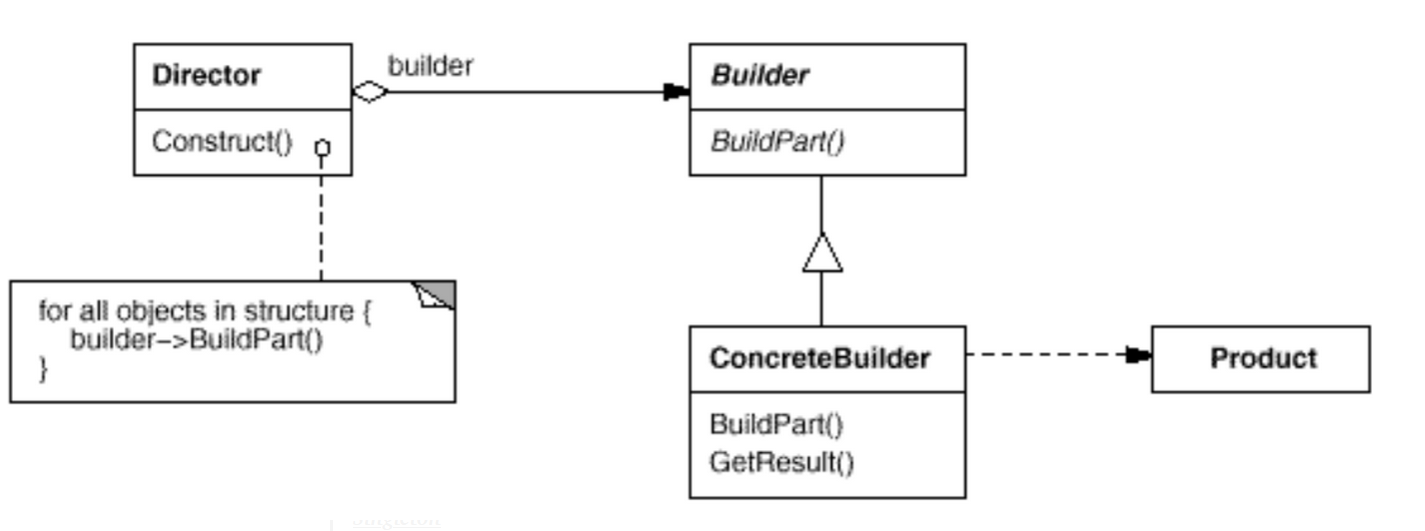 builder
Director
Construct()
Builder
BuildPart()
for all objects in structure {
builder–>BuildPart()
}
ConcreteBuilder
BuildPart()
GetResult()
Product